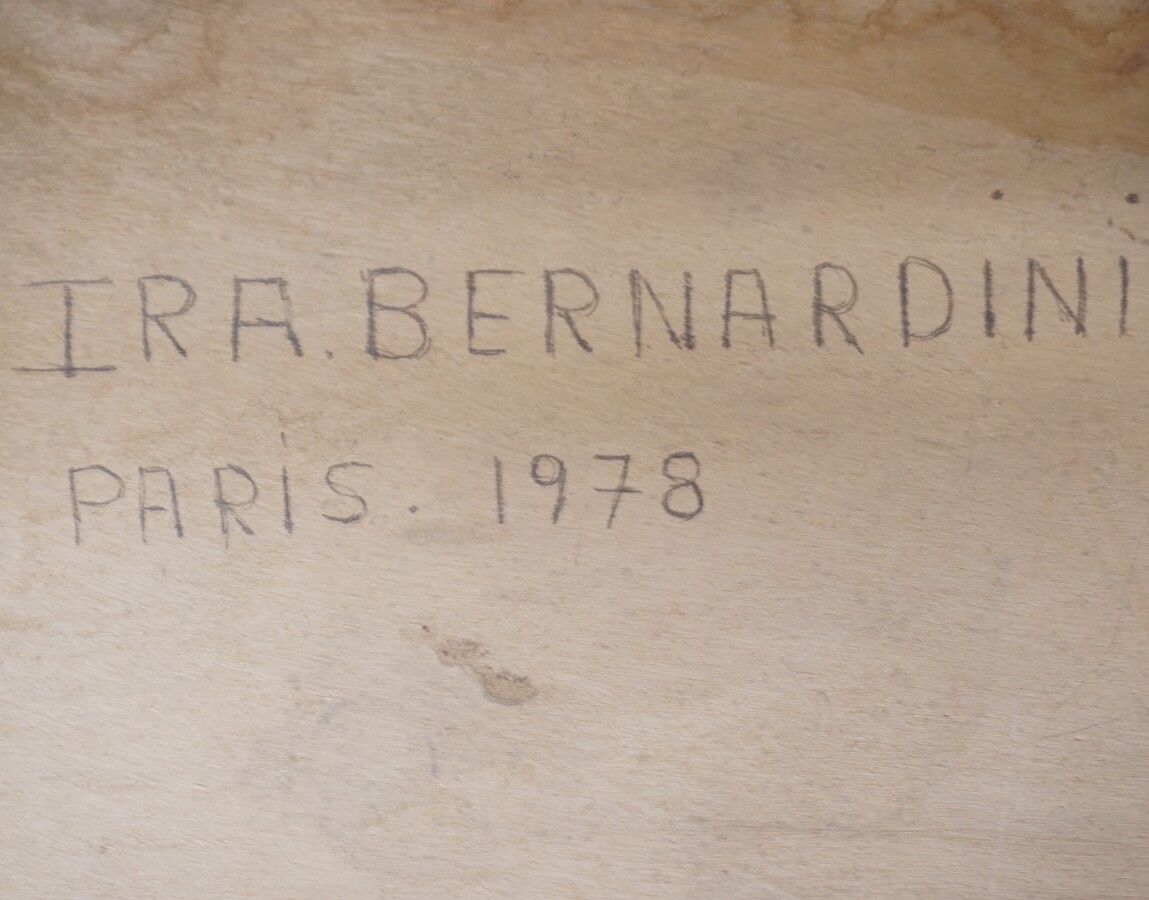 IRA. BERNARDINI
PARiS. 1978